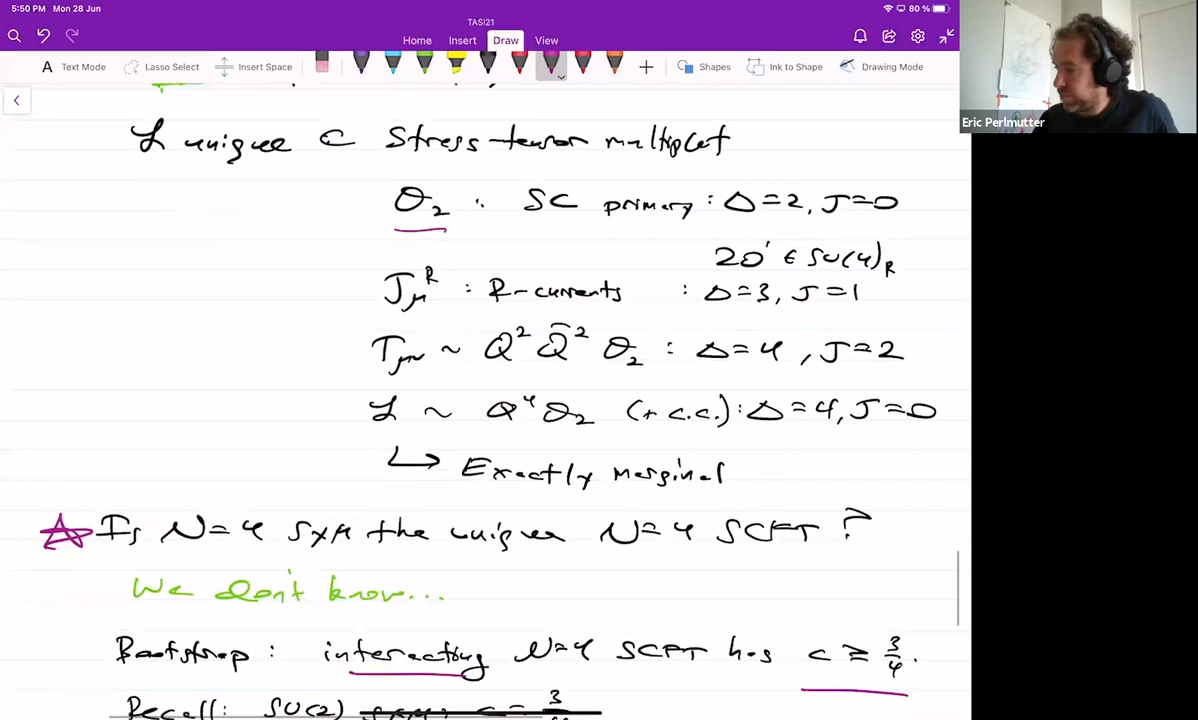 5:50 PM Mon 28 Jun
80 %
TASI21
Home Insert Draw View
Text Mode Lasso Select Insert Space Shapes Ink to Shape Drawing Mode
Eric Perlmutter
ℒ unique ⊂ Stress-tensor multiplet
𝒪₂ : SC primary : Δ=2, J=0
20' ∈ SU(4)_R
J_μ^R : R-currents : Δ=3, J=1
T_μν ~ Q² Q̄² 𝒪₂ : Δ=4, J=2
ℒ ~ Q⁴𝒪₂ (+ c.c.) : Δ=4, J=0
↳ Exactly marginal
☆ Is N=4 SYM the unique N=4 SCFT ?
We don't know...
Bootstrap : interacting N=4 SCFT has c ≥ 3/4 .
Recall: SU(2) c = 3